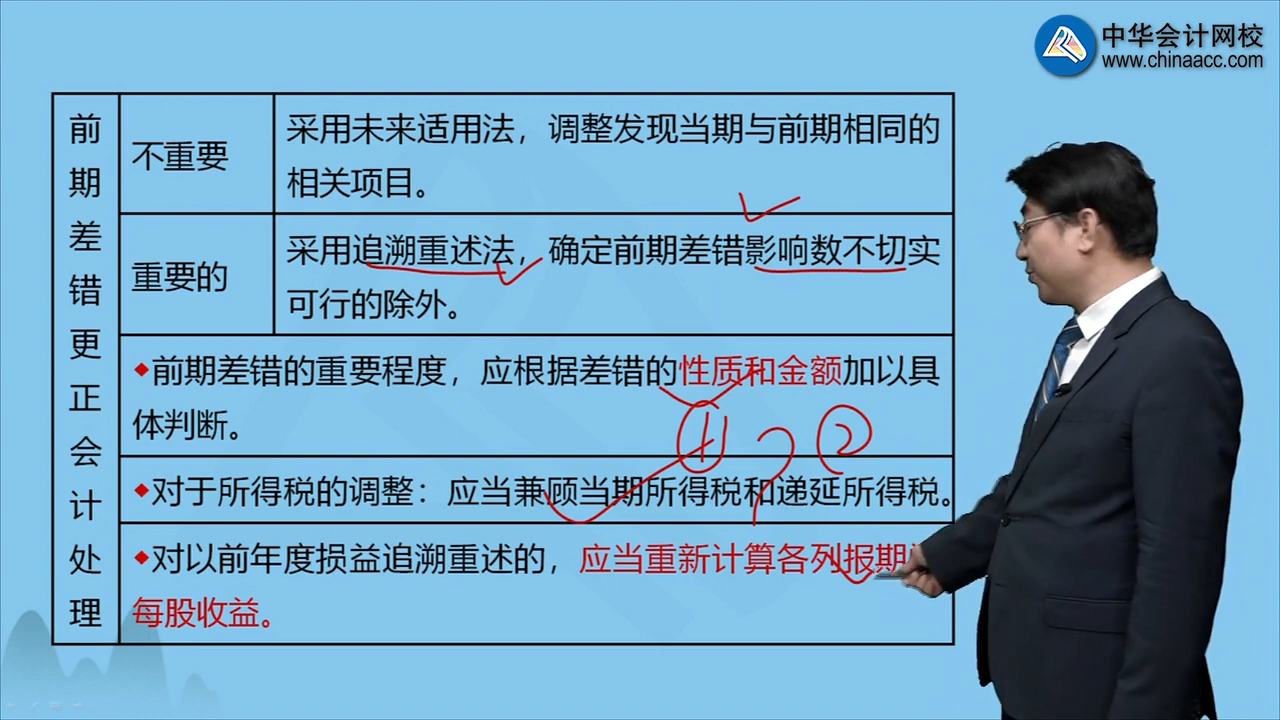 中华会计网校
www.chinaacc.com
前期差错更正会计处理
不重要
采用未来适用法，调整发现当期与前期相同的
相关项目。
重要的
采用追溯重述法，确定前期差错影响数不切实
可行的除外。
◆前期差错的重要程度，应根据差错的性质和金额加以具
体判断。
① ②
◆对于所得税的调整：应当兼顾当期所得税和递延所得税。
◆对以前年度损益追溯重述的，应当重新计算各列报期
每股收益。